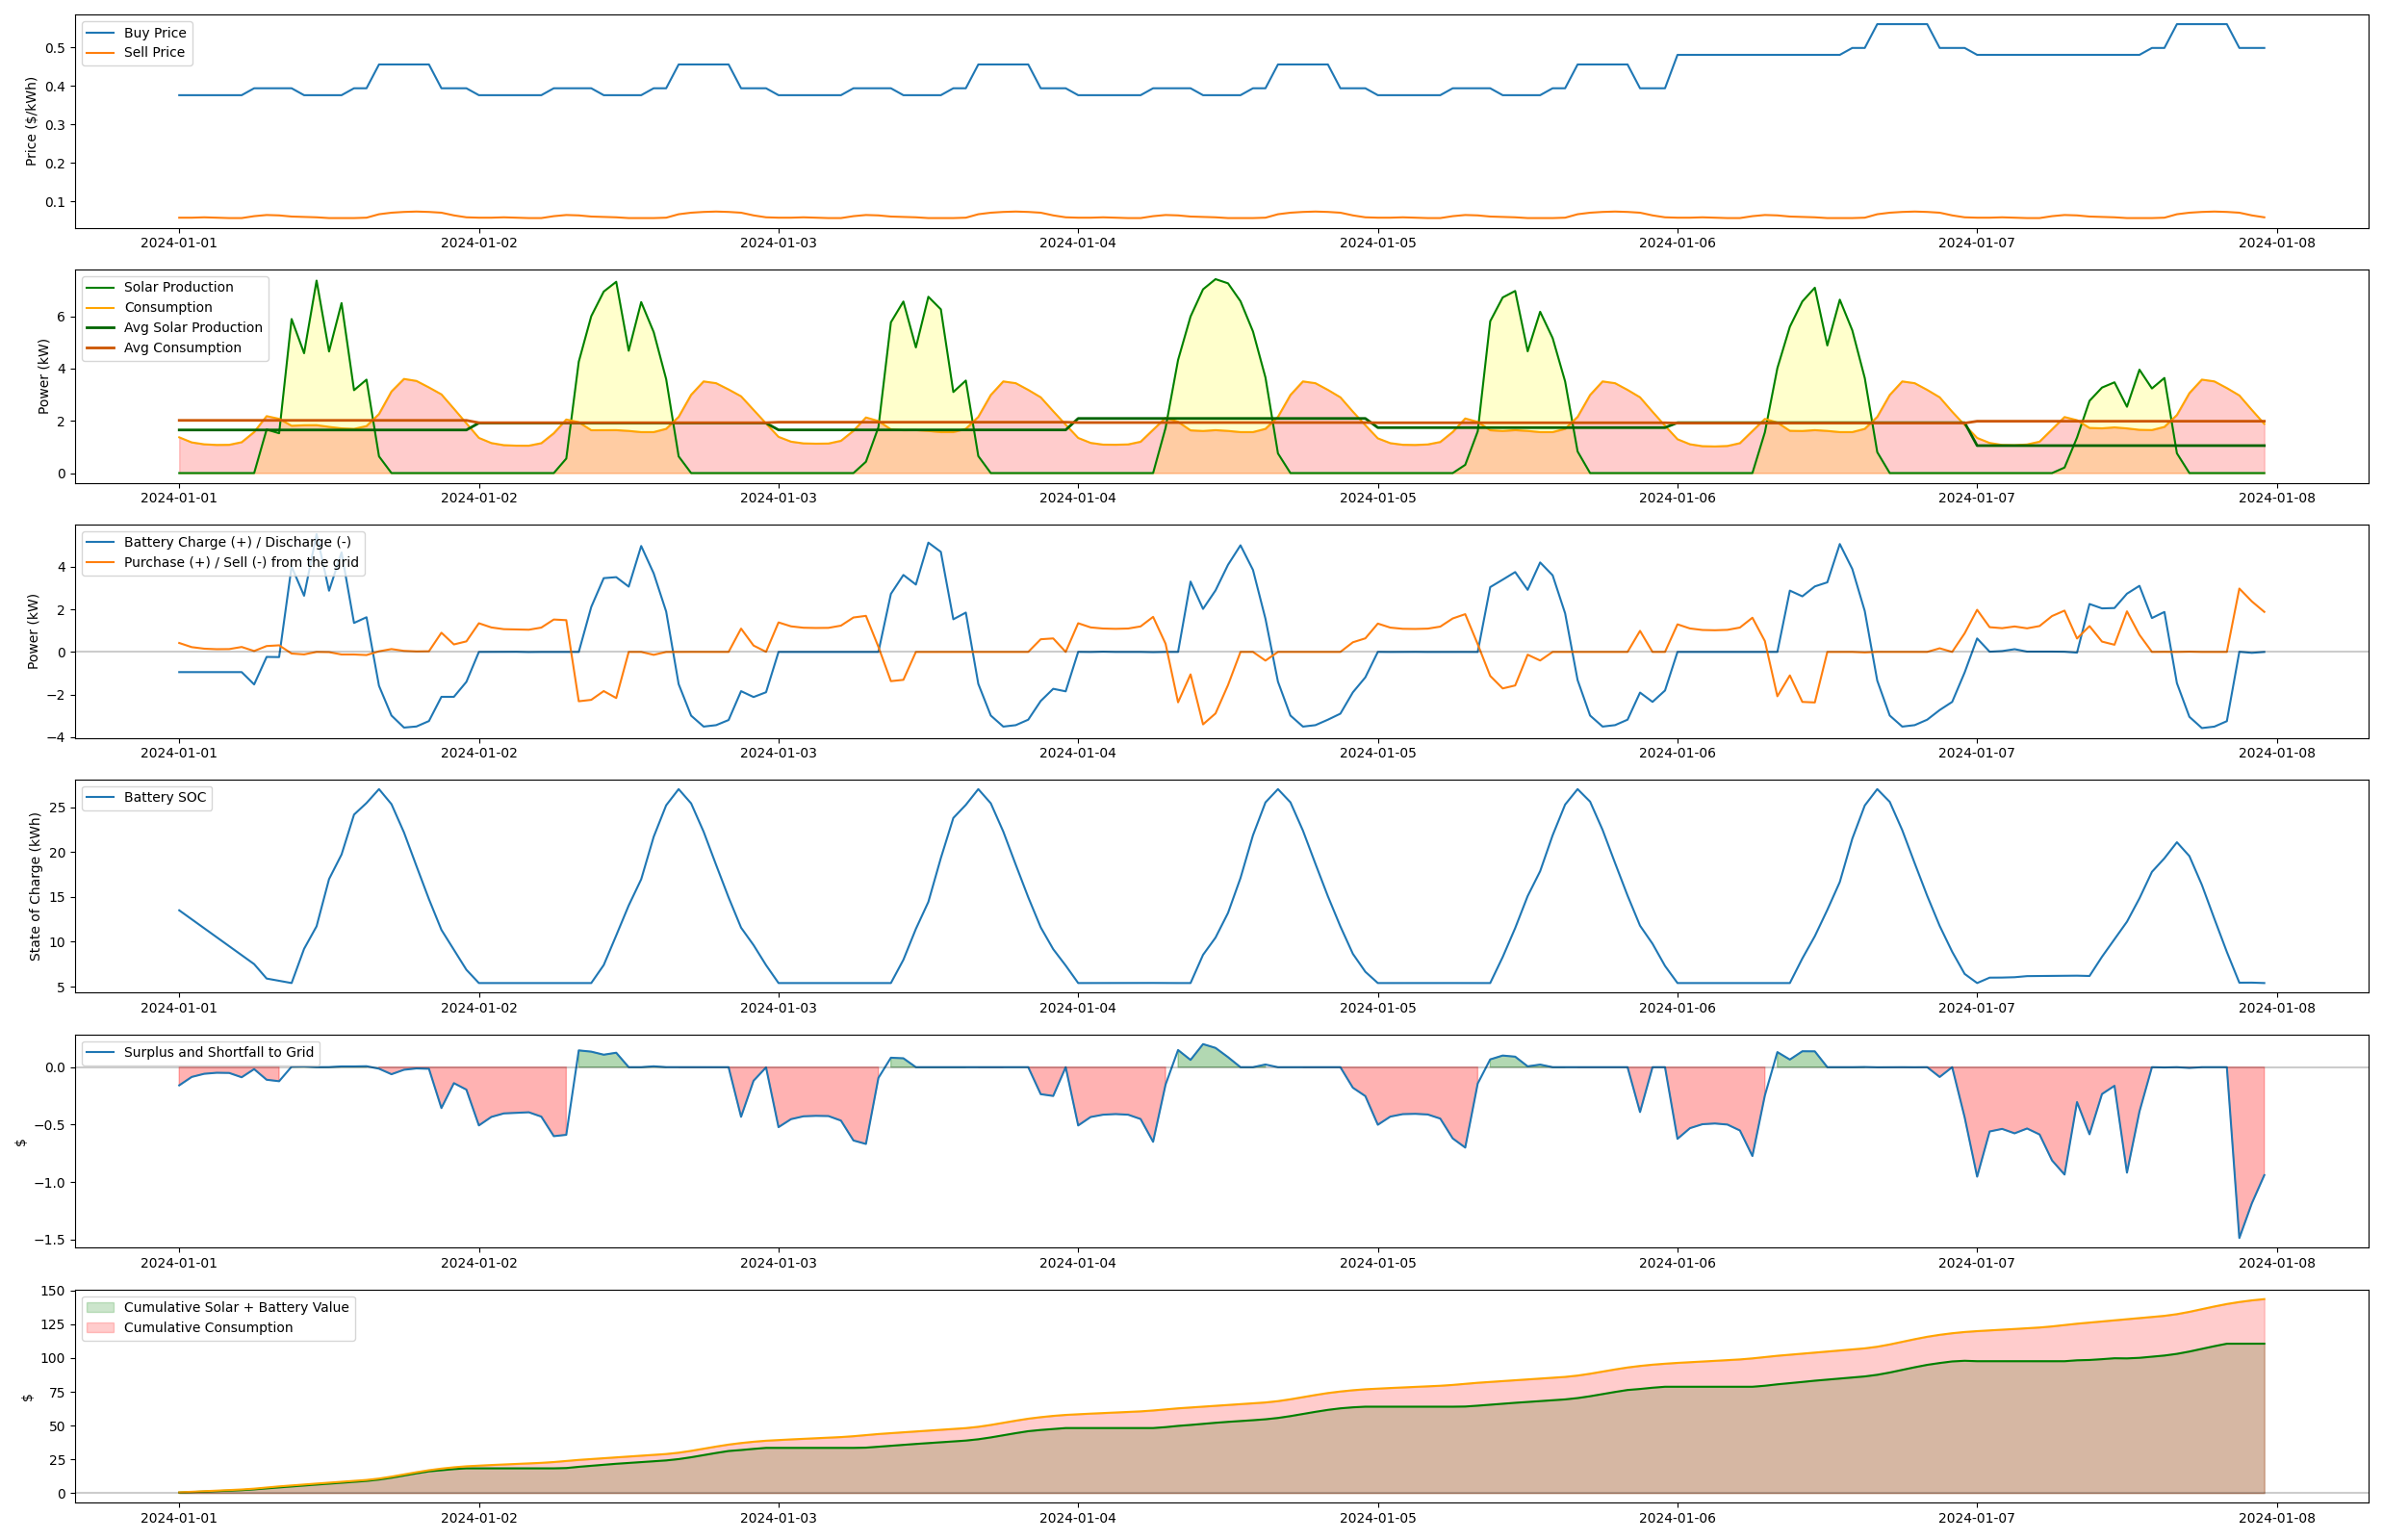 Buy Price
Sell Price
Price ($/kWh)
0.5
0.4
0.3
0.2
0.1
2024-01-01 2024-01-02 2024-01-03 2024-01-04 2024-01-05 2024-01-06 2024-01-07 2024-01-08
Solar Production
Consumption
Avg Solar Production
Avg Consumption
Power (kW)
6
4
2
0
2024-01-01 2024-01-02 2024-01-03 2024-01-04 2024-01-05 2024-01-06 2024-01-07 2024-01-08
Battery Charge (+) / Discharge (-)
Purchase (+) / Sell (-) from the grid
Power (kW)
4
2
0
−2
−4
2024-01-01 2024-01-02 2024-01-03 2024-01-04 2024-01-05 2024-01-06 2024-01-07 2024-01-08
Battery SOC
State of Charge (kWh)
25
20
15
10
5
2024-01-01 2024-01-02 2024-01-03 2024-01-04 2024-01-05 2024-01-06 2024-01-07 2024-01-08
Surplus and Shortfall to Grid
$
0.0
−0.5
−1.0
−1.5
2024-01-01 2024-01-02 2024-01-03 2024-01-04 2024-01-05 2024-01-06 2024-01-07 2024-01-08
Cumulative Solar + Battery Value
Cumulative Consumption
$
150
125
100
75
50
25
0
2024-01-01 2024-01-02 2024-01-03 2024-01-04 2024-01-05 2024-01-06 2024-01-07 2024-01-08